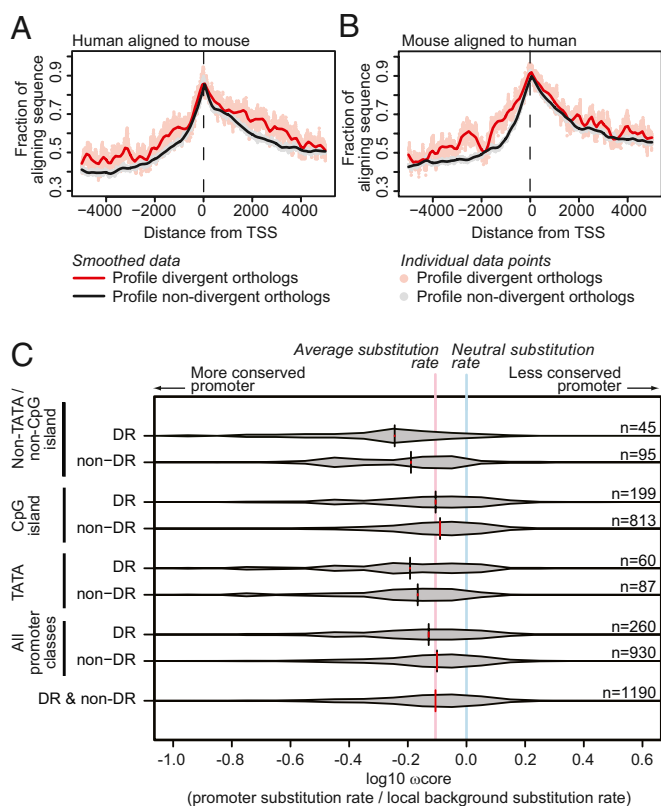 A
Human aligned to mouse
Fraction of
aligning sequence
0.9
0.7
0.5
0.3
−4000
−2000
0
2000
4000
Distance from TSS
B
Mouse aligned to human
Fraction of
aligning sequence
0.9
0.7
0.5
0.3
−4000
−2000
0
2000
4000
Distance from TSS
Smoothed data
Profile divergent orthologs
Profile non-divergent orthologs
Individual data points
Profile divergent orthologs
Profile non-divergent orthologs
C
Average substitution
rate
Neutral substitution
rate
More conserved
promoter
Less conserved
promoter
Non-TATA /
non-CpG
island
DR
n=45
non−DR
n=95
CpG
island
DR
n=199
non−DR
n=813
TATA
DR
n=60
non−DR
n=87
All
promoter
classes
DR
n=260
non−DR
n=930
DR & non-DR
n=1190
-1.0
-0.8
-0.6
-0.4
-0.2
0.0
0.2
0.4
0.6
log10 ωcore
(promoter substitution rate / local background substitution rate)